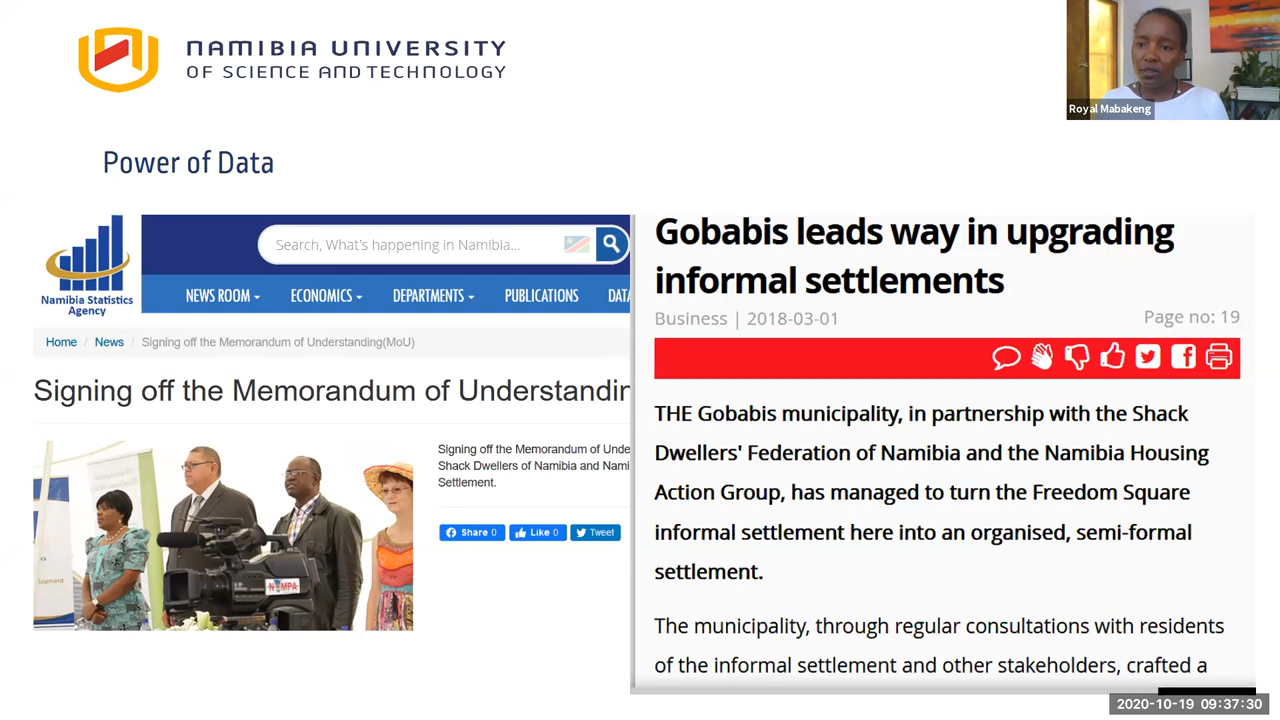 NAMIBIA UNIVERSITY
OF SCIENCE AND TECHNOLOGY
Royal Mabakeng
Power of Data
Namibia Statistics
Agency
Search, What's happening in Namibia...
NEWS ROOM
ECONOMICS
DEPARTMENTS
PUBLICATIONS
DATA
Home / News / Signing off the Memorandum of Understanding(MoU)
Signing off the Memorandum of Understandin
Signing off the Memorandum of Unde
Shack Dwellers of Namibia and Nami
Settlement.
Share 0
Like 0
Tweet
Gobabis leads way in upgrading
informal settlements
Business | 2018-03-01
Page no: 19
THE Gobabis municipality, in partnership with the Shack
Dwellers' Federation of Namibia and the Namibia Housing
Action Group, has managed to turn the Freedom Square
informal settlement here into an organised, semi-formal
settlement.
The municipality, through regular consultations with residents
of the informal settlement and other stakeholders, crafted a
2020-10-19 09:37:30